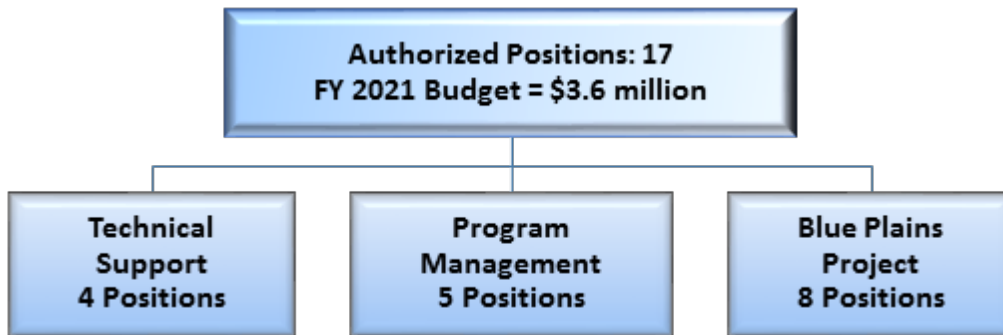 Authorized Positions: 17
FY 2021 Budget = $3.6 million
Technical
Support
4 Positions
Program
Management
5 Positions
Blue Plains
Project
8 Positions